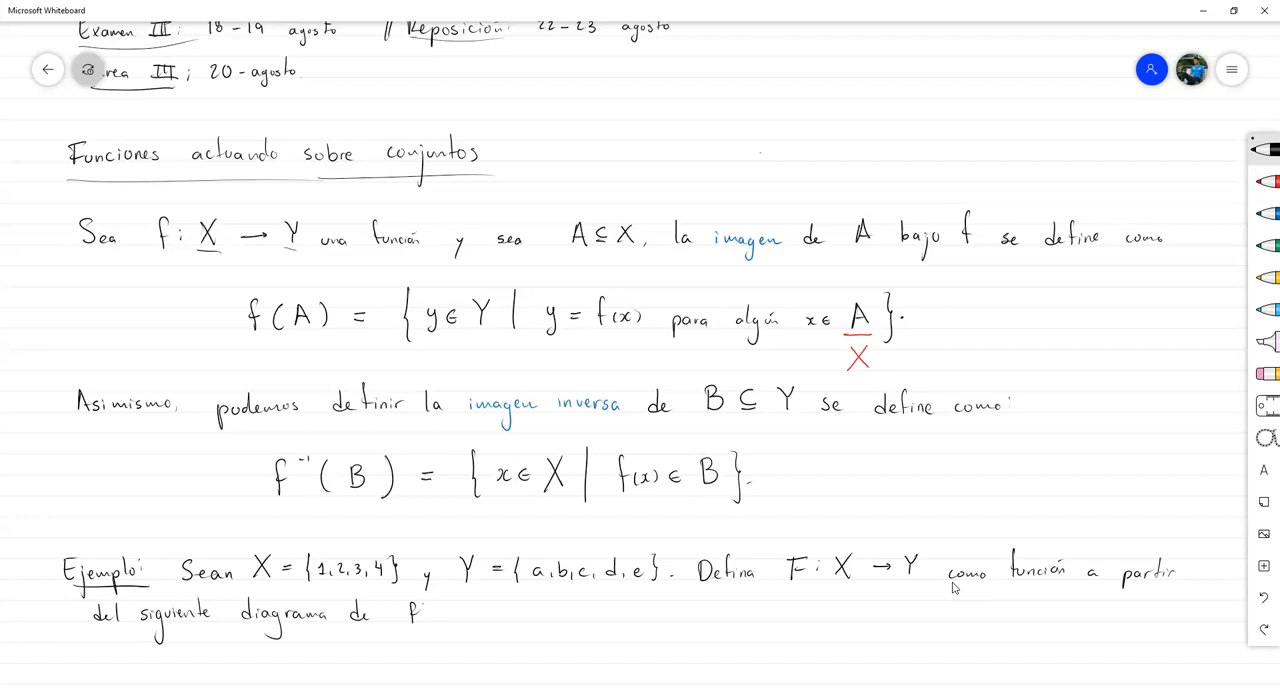 Microsoft Whiteboard
Examen III: 18-19 agosto // Reposición: 22-23 agosto
rea III; 20-agosto.
Funciones actuando sobre conjuntos
Sea f: X → Y una función y sea A ⊆ X, la imagen de A bajo f se define como
f(A) = { y ∈ Y | y = f(x) para algún x ∈ A }.
X
Asimismo, podemos definir la imagen inversa de B ⊆ Y se define como:
f⁻¹(B) = { x ∈ X | f(x) ∈ B }.
Ejemplo: Sean X = {1,2,3,4} y Y = {a,b,c,d,e}. Defina F: X → Y como función a partir
del siguiente diagrama de f
A